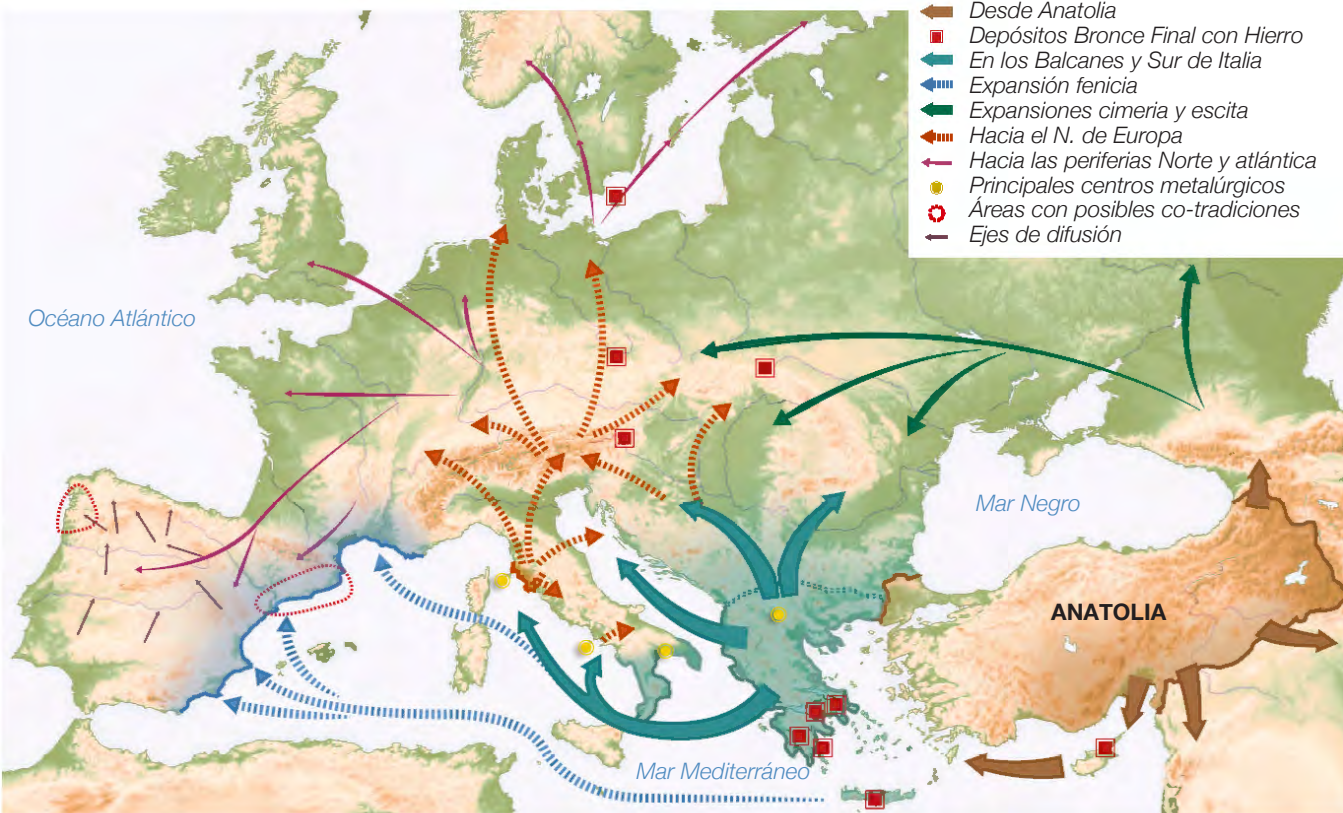 Desde Anatolia
Depósitos Bronce Final con Hierro
En los Balcanes y Sur de Italia
Expansión fenicia
Expansiones cimeria y escita
Hacia el N. de Europa
Hacia las periferias Norte y atlántica
Principales centros metalúrgicos
Áreas con posibles co-tradiciones
Ejes de difusión
Océano Atlántico
Mar Negro
ANATOLIA
Mar Mediterráneo